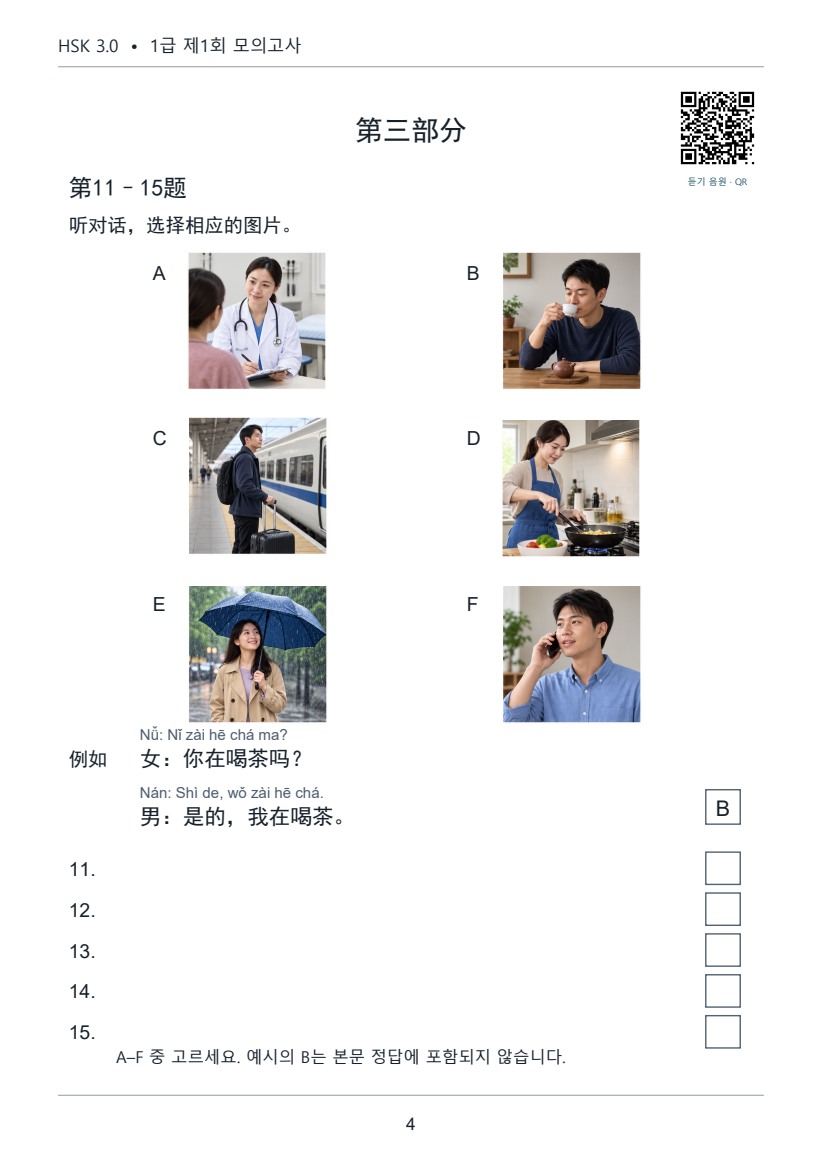 HSK 3.0 • 1급 제1회 모의고사
第三部分
듣기 음원 · QR
第11–15题
听对话，选择相应的图片。
A
B
C
D
E
F
Nǚ: Nǐ zài hē chá ma?
例如 女：你在喝茶吗？
Nán: Shì de, wǒ zài hē chá.
男：是的，我在喝茶。
B
11.
12.
13.
14.
15.
A–F 중 고르세요. 예시의 B는 본문 정답에 포함되지 않습니다.
4